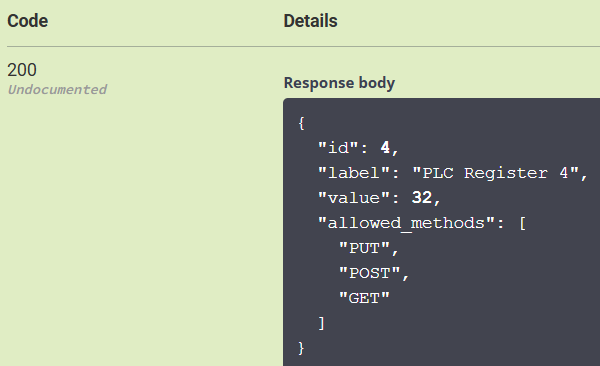 Code Details
200
Undocumented
Response body
{
  "id": 4,
  "label": "PLC Register 4",
  "value": 32,
  "allowed_methods": [
    "PUT",
    "POST",
    "GET"
  ]
}